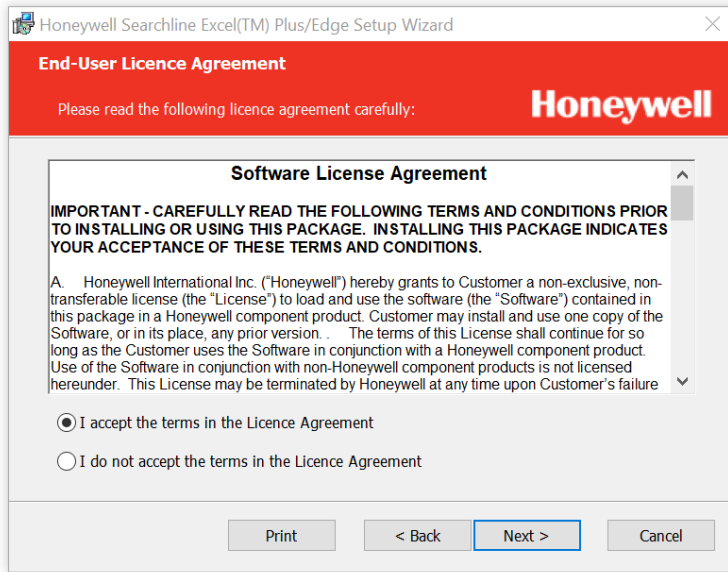 Honeywell Searchline Excel(TM) Plus/Edge Setup Wizard
End-User Licence Agreement
Please read the following licence agreement carefully:
Honeywell
Software License Agreement
IMPORTANT - CAREFULLY READ THE FOLLOWING TERMS AND CONDITIONS PRIOR
TO INSTALLING OR USING THIS PACKAGE. INSTALLING THIS PACKAGE INDICATES
YOUR ACCEPTANCE OF THESE TERMS AND CONDITIONS.
A. Honeywell International Inc. (“Honeywell”) hereby grants to Customer a non-exclusive, non-
transferable license (the “License”) to load and use the software (the “Software”) contained in
this package in a Honeywell component product. Customer may install and use one copy of the
Software, or in its place, any prior version. . The terms of this License shall continue for so
long as the Customer uses the Software in conjunction with a Honeywell component product.
Use of the Software in conjunction with non-Honeywell component products is not licensed
hereunder. This License may be terminated by Honeywell at any time upon Customer’s failure
I accept the terms in the Licence Agreement
I do not accept the terms in the Licence Agreement
Print
< Back
Next >
Cancel